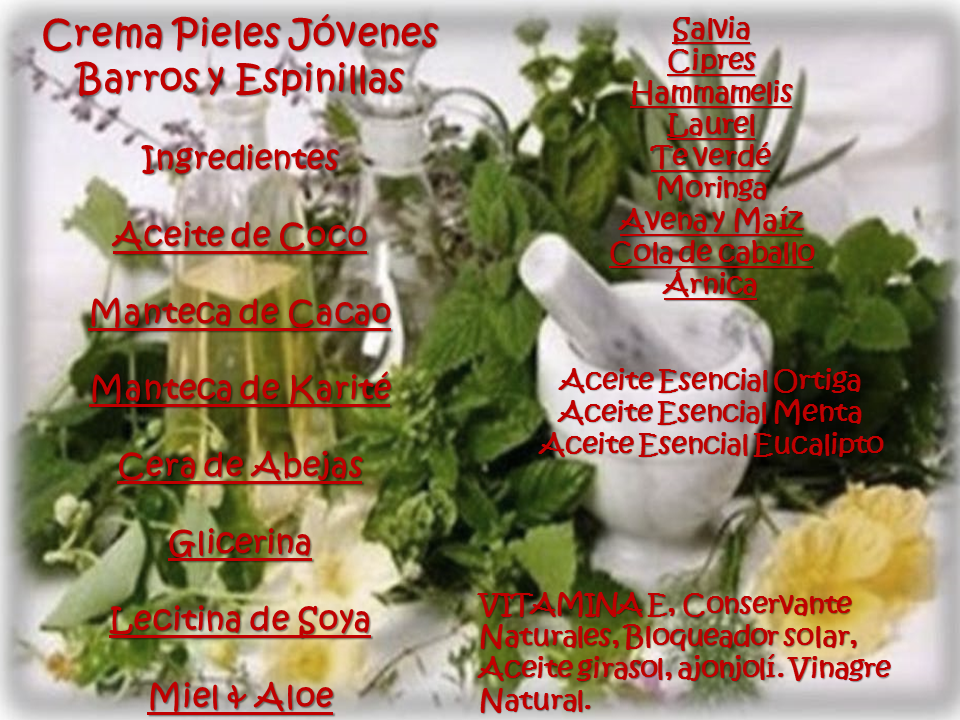 Crema Pieles Jóvenes
Barros y Espinillas
Ingredientes
Aceite de Coco
Manteca de Cacao
Manteca de Karité
Cera de Abejas
Glicerina
Lecitina de Soya
Miel & Aloe
Salvia
Cipres
Hammamelis
Laurel
Te verdé
Moringa
Avena y Maíz
Cola de caballo
Árnica
Aceite Esencial Ortiga
Aceite Esencial Menta
Aceite Esencial Eucalipto
VITAMINA E, Conservante
Naturales, Bloqueador solar,
Aceite girasol, ajonjolí. Vinagre
Natural.